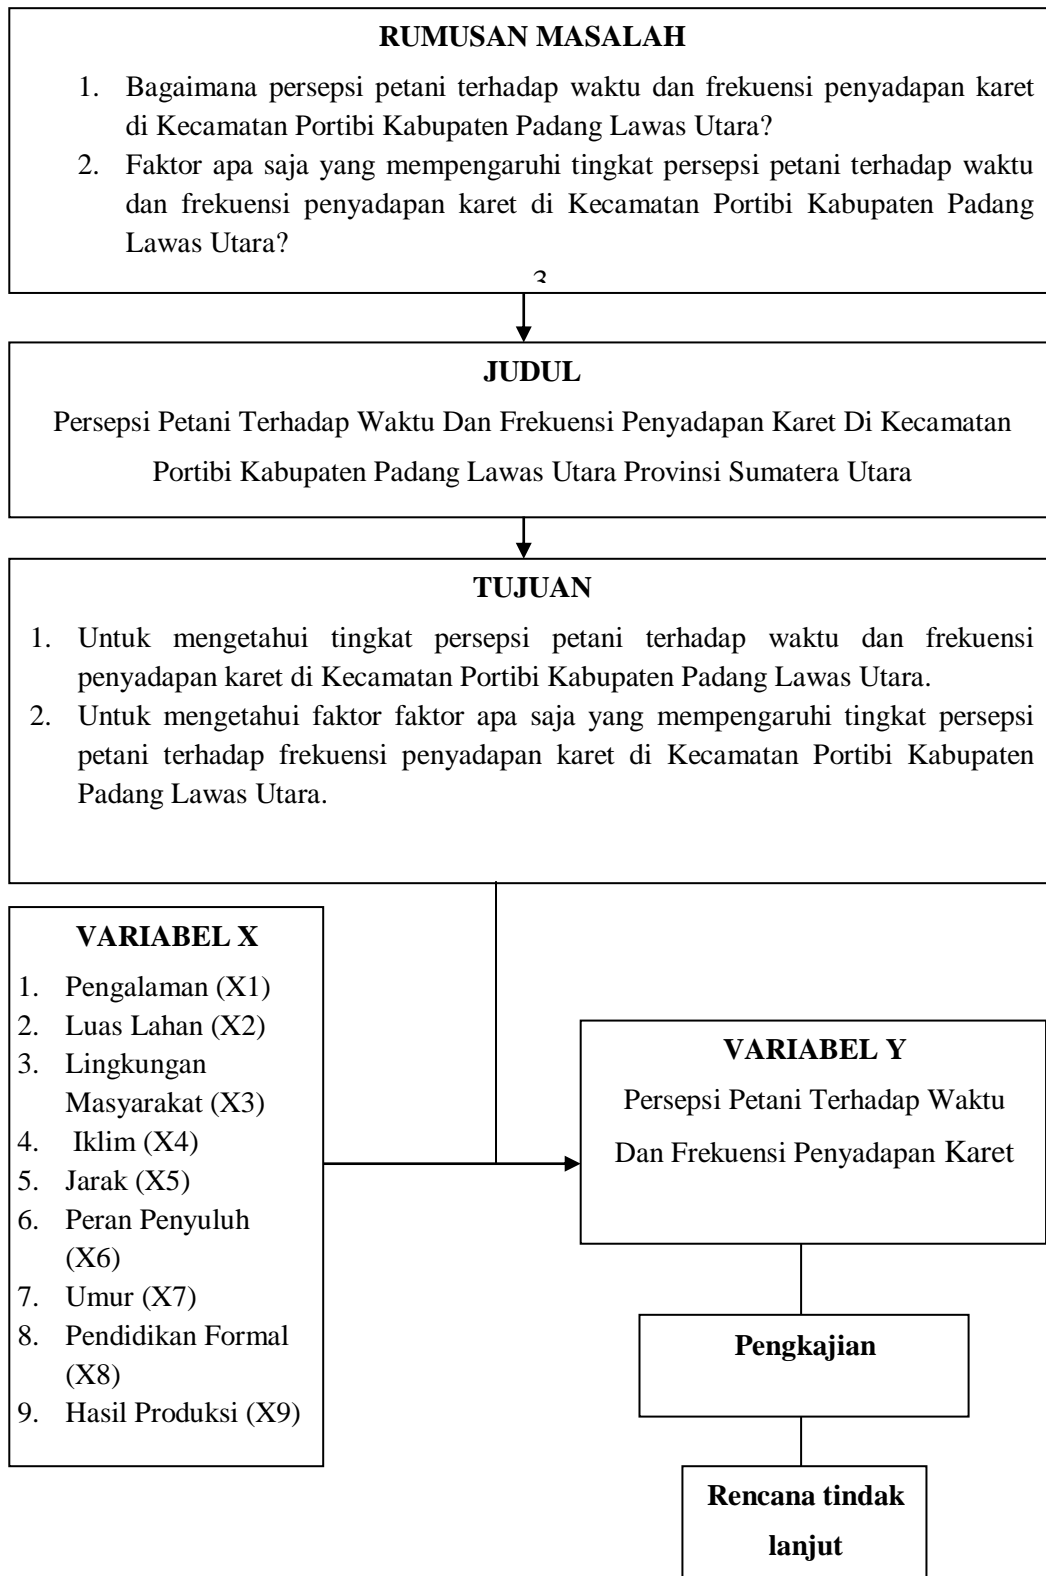 RUMUSAN MASALAH
1. Bagaimana persepsi petani terhadap waktu dan frekuensi penyadapan karet
di Kecamatan Portibi Kabupaten Padang Lawas Utara?
2. Faktor apa saja yang mempengaruhi tingkat persepsi petani terhadap waktu
dan frekuensi penyadapan karet di Kecamatan Portibi Kabupaten Padang
Lawas Utara?
JUDUL
Persepsi Petani Terhadap Waktu Dan Frekuensi Penyadapan Karet Di Kecamatan
Portibi Kabupaten Padang Lawas Utara Provinsi Sumatera Utara
TUJUAN
1. Untuk mengetahui tingkat persepsi petani terhadap waktu dan frekuensi
penyadapan karet di Kecamatan Portibi Kabupaten Padang Lawas Utara.
2. Untuk mengetahui faktor faktor apa saja yang mempengaruhi tingkat persepsi
petani terhadap frekuensi penyadapan karet di Kecamatan Portibi Kabupaten
Padang Lawas Utara.
VARIABEL X
1. Pengalaman (X1)
2. Luas Lahan (X2)
3. Lingkungan
Masyarakat (X3)
4. Iklim (X4)
5. Jarak (X5)
6. Peran Penyuluh
(X6)
7. Umur (X7)
8. Pendidikan Formal
(X8)
9. Hasil Produksi (X9)
VARIABEL Y
Persepsi Petani Terhadap Waktu
Dan Frekuensi Penyadapan Karet
Pengkajian
Rencana tindak
lanjut